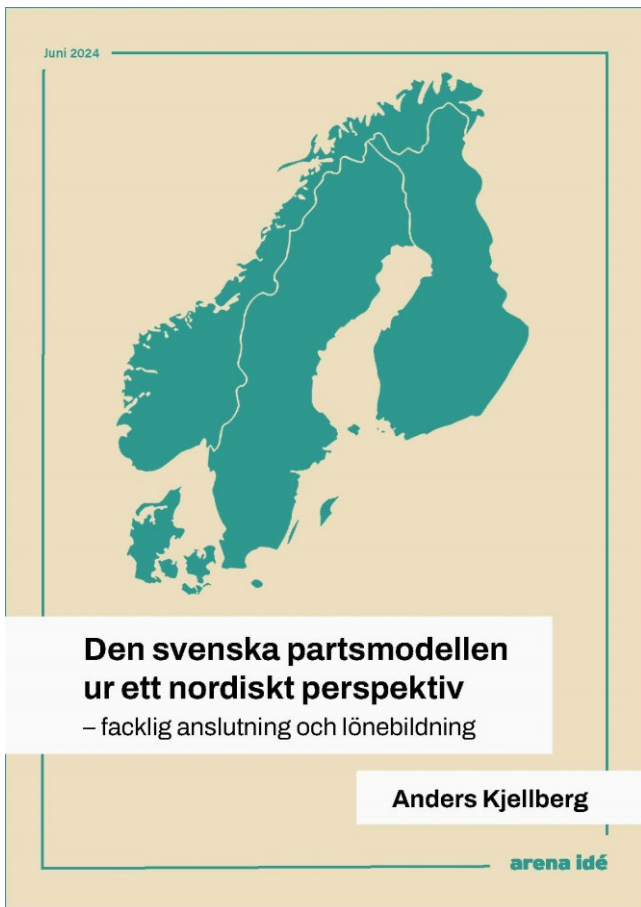 Juni 2024
Den svenska partsmodellen
ur ett nordiskt perspektiv
– facklig anslutning och lönebildning
Anders Kjellberg
arena idé